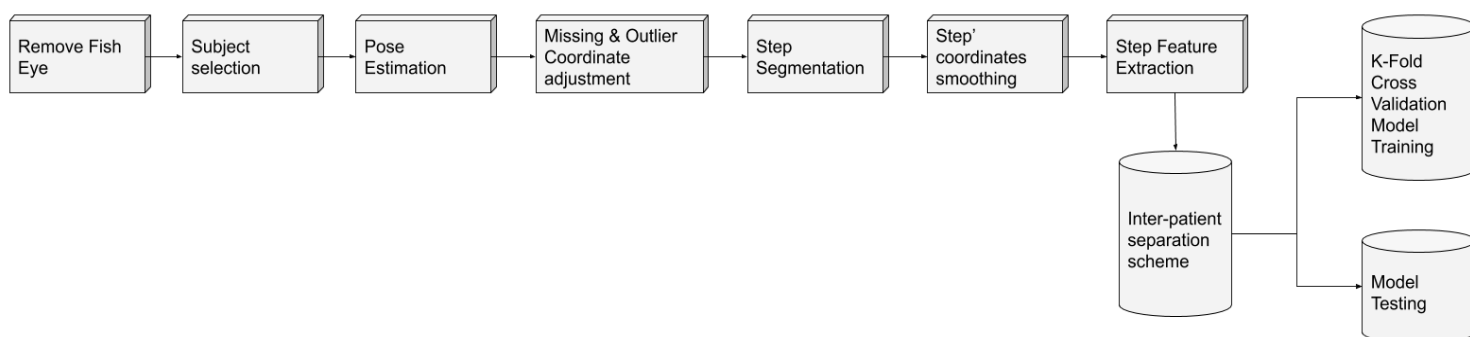 Remove Fish
Eye
Subject
selection
Pose
Estimation
Missing & Outlier
Coordinate
adjustment
Step
Segmentation
Step'
coordinates
smoothing
Step Feature
Extraction
Inter-patient
separation
scheme
K-Fold
Cross
Validation
Model
Training
Model
Testing